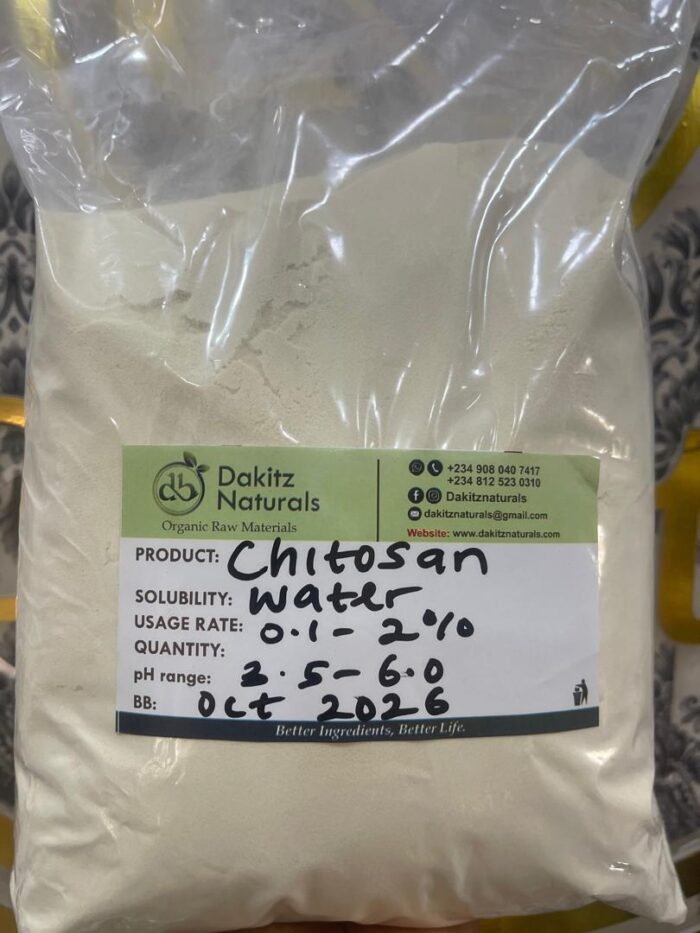 db
Dakitz
Naturals
Organic Raw Materials
+234 908 040 7417
+234 812 523 0310
Dakitznaturals
dakitznaturals@gmail.com
Website: www.dakitznaturals.com
PRODUCT: Chitosan
SOLUBILITY: water
USAGE RATE: 0.1 - 2%
QUANTITY:
pH range: 3.5 - 6.0
BB: Oct 2026
Better Ingredients, Better Life.